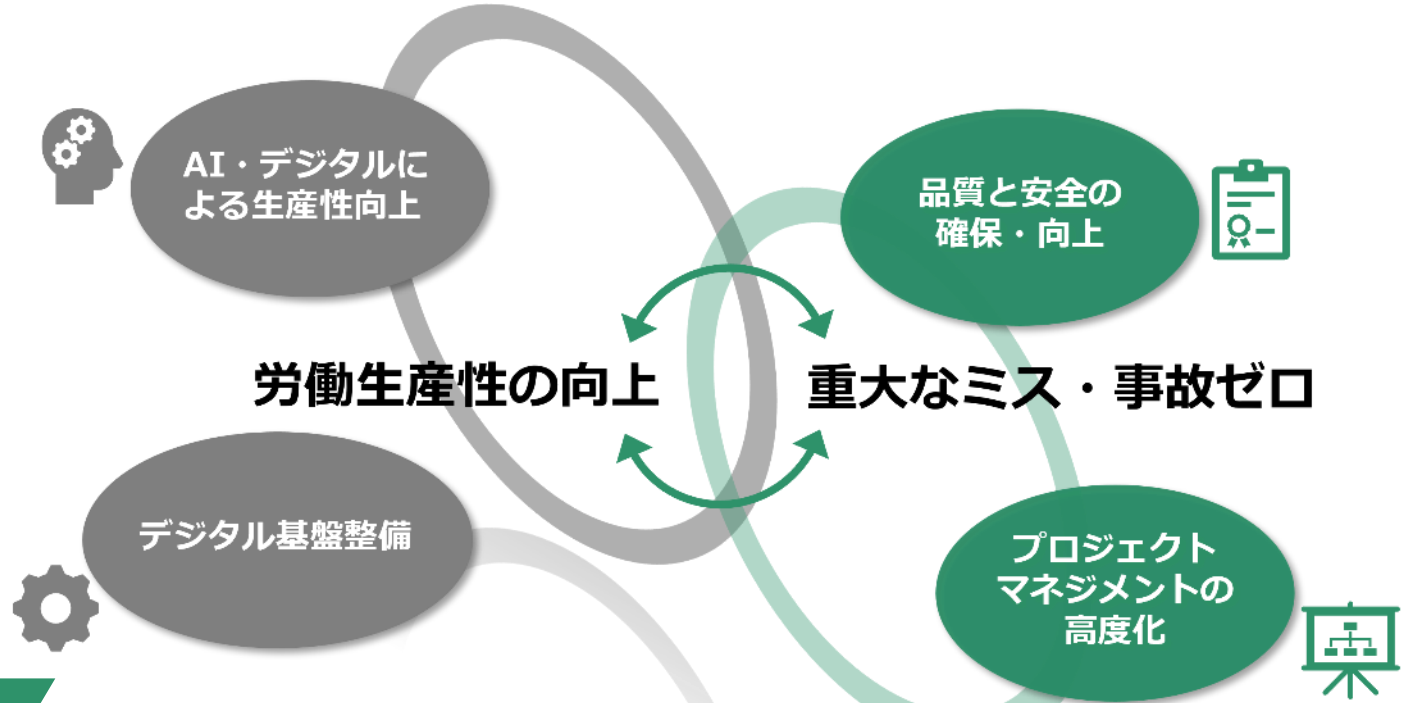 AI・デジタルに
よる生産性向上
品質と安全の
確保・向上
労働生産性の向上
重大なミス・事故ゼロ
デジタル基盤整備
プロジェクト
マネジメントの
高度化